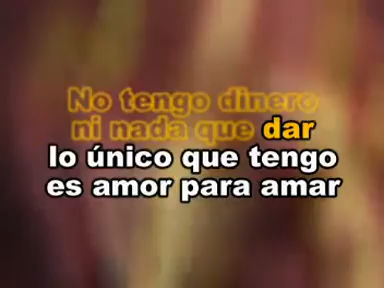 No tengo dinero
ni nada que dar
lo único que tengo
es amor para amar